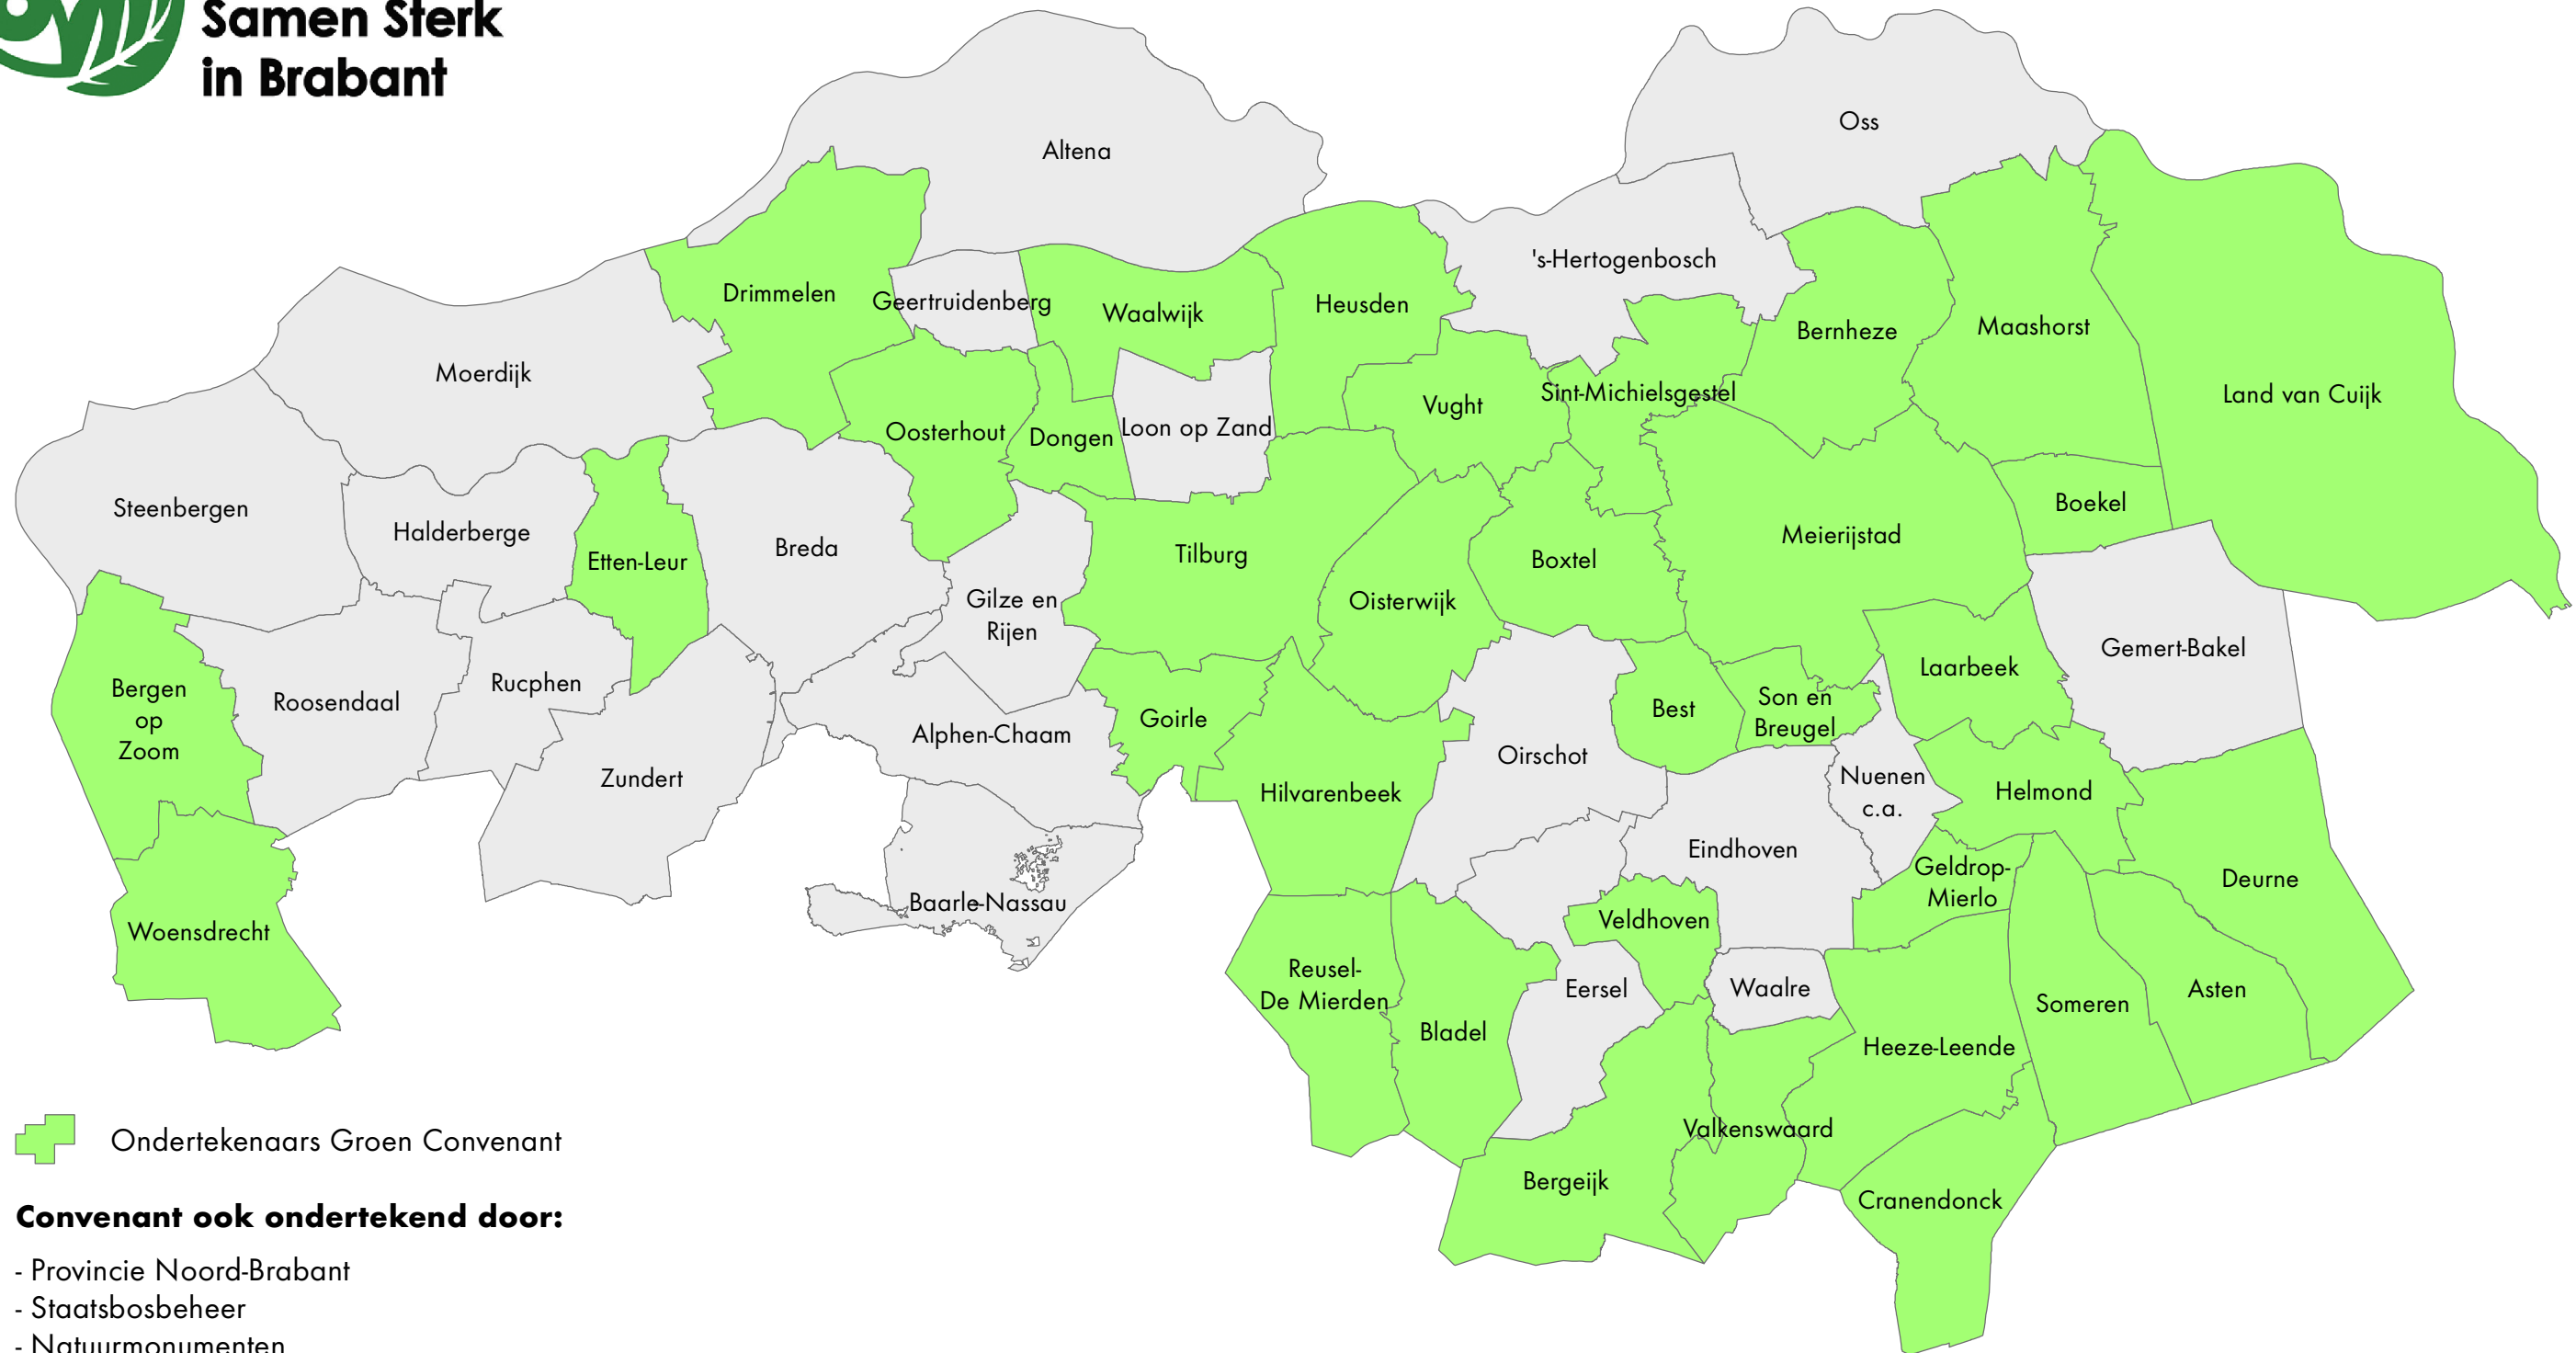 Samen Sterk
in Brabant
Altena
Oss
's-Hertogenbosch
Drimmelen
Geertruidenberg
Waalwijk
Heusden
Bernheze
Maashorst
Land van Cuijk
Moerdijk
Oosterhout
Dongen
Loon op Zand
Vught
Sint-Michielsgestel
Steenbergen
Halderberge
Etten-Leur
Breda
Gilze en
Rijen
Tilburg
Oisterwijk
Boxtel
Meierijstad
Boekel
Gemert-Bakel
Bergen
op
Zoom
Roosendaal
Rucphen
Zundert
Alphen-Chaam
Goirle
Hilvarenbeek
Oirschot
Best
Son en
Breugel
Laarbeek
Nuenen
c.a.
Helmond
Eindhoven
Geldrop-
Mierlo
Deurne
Baarle-Nassau
Woensdrecht
Veldhoven
Reusel-
De Mierden
Bladel
Eersel
Waalre
Heeze-Leende
Someren
Asten
Valkenswaard
Bergeijk
Cranendonck
Ondertekenaars Groen Convenant
Convenant ook ondertekend door:
- Provincie Noord-Brabant
- Staatsbosbeheer
- Natuurmonumenten